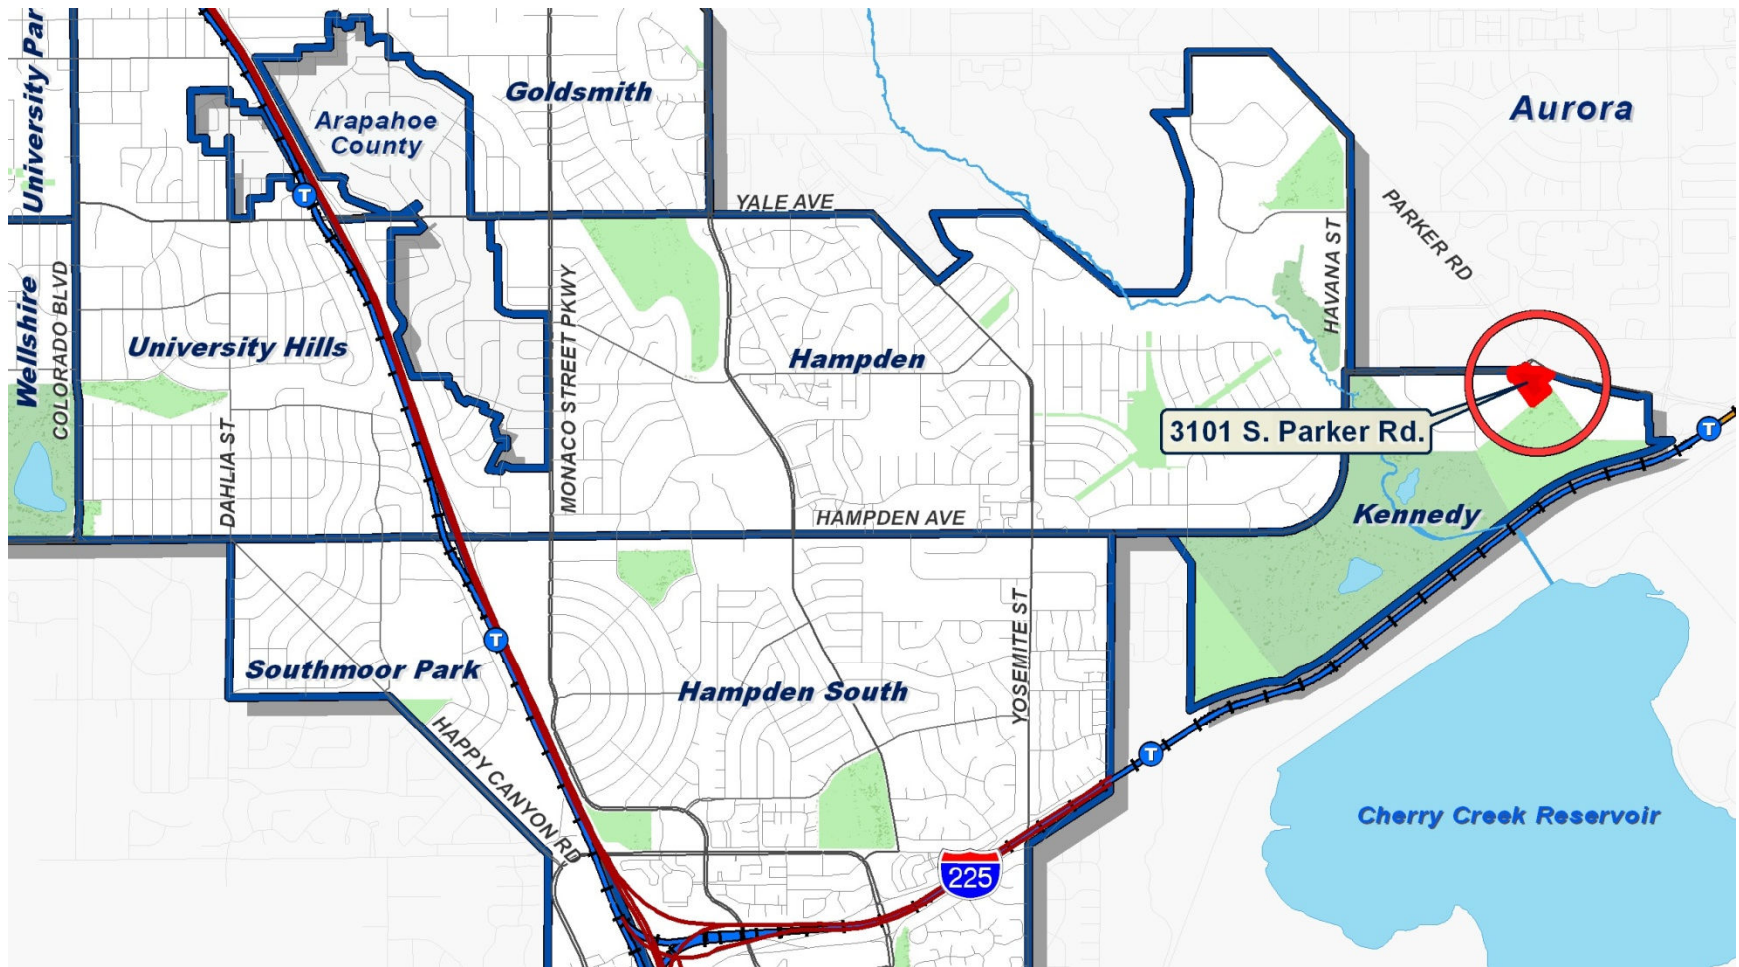 University Par
Goldsmith
Arapahoe
County
Aurora
YALE AVE
PARKER RD
HAVANA ST
Wellshire
COLORADO BLVD
University Hills
MONACO STREET PKWY
Hampden
3101 S. Parker Rd.
DAHLIA ST
HAMPDEN AVE
Kennedy
Southmoor Park
Hampden South
YOSEMITE ST
HAPPY CANYON RD
Cherry Creek Reservoir
225
T
T
T
T